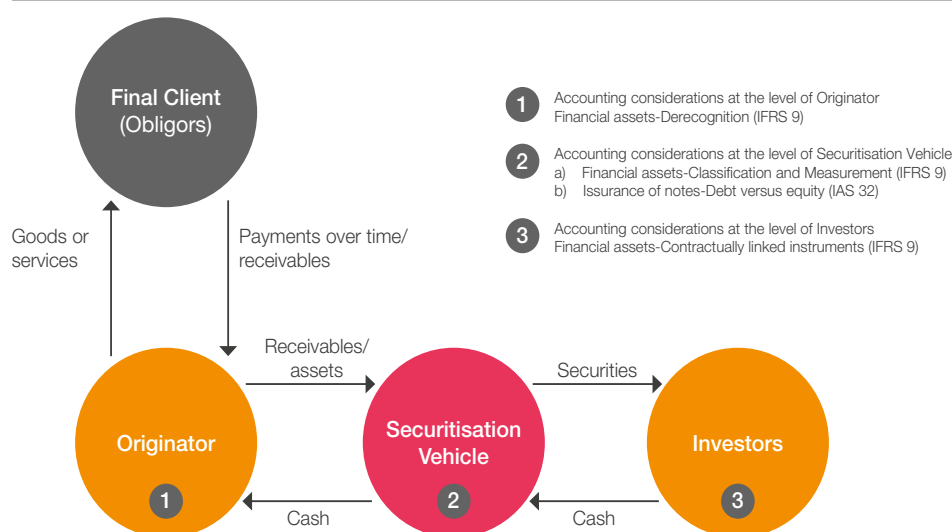 Final Client
(Obligors)
1
Accounting considerations at the level of Originator
Financial assets-Derecognition (IFRS 9)
2
Accounting considerations at the level of Securitisation Vehicle
a) Financial assets-Classification and Measurement (IFRS 9)
b) Issurance of notes-Debt versus equity (IAS 32)
3
Accounting considerations at the level of Investors
Financial assets-Contractually linked instruments (IFRS 9)
Goods or
services
Payments over time/
receivables
Receivables/
assets
Securities
Originator
1
Securitisation
Vehicle
2
Investors
3
Cash
Cash